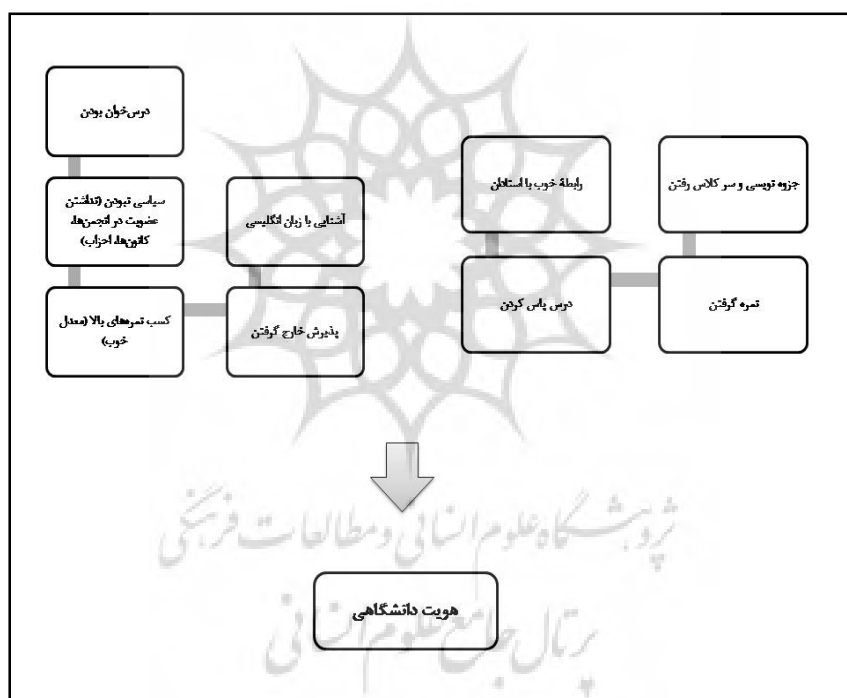 درس‌خوان بودن
سیاسی نبودن (نداشتن
عضویت در انجمن‌ها،
کانون‌ها، احزاب)
کسب نمره‌های بالا (معدل
خوب)
آشنایی با زبان انگلیسی
پذیرش خارج گرفتن
رابطهٔ خوب با استادان
درس پاس کردن
جزوه نویسی و سر کلاس رفتن
نمره گرفتن
پژوهشگاه علوم انسانی و مطالعات فرهنگی
هویت دانشگاهی
پرتال جامع علوم انسانی